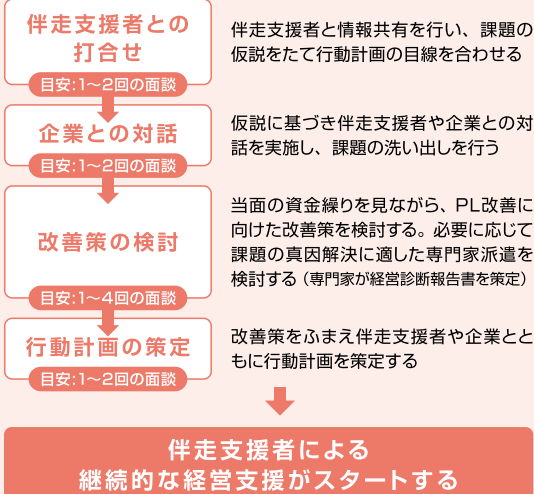 伴走支援者との
打合せ
目安:1〜2回の面談
伴走支援者と情報共有を行い、課題の
仮説をたて行動計画の目線を合わせる
企業との対話
目安:1〜2回の面談
仮説に基づき伴走支援者や企業との対
話を実施し、課題の洗い出しを行う
改善策の検討
目安:1〜4回の面談
当面の資金繰りを見ながら、PL改善に
向けた改善策を検討する。必要に応じて
課題の真因解決に適した専門家派遣を
検討する（専門家が経営診断報告書を策定）
行動計画の策定
目安:1〜2回の面談
改善策をふまえ伴走支援者や企業とと
もに行動計画を策定する
伴走支援者による
継続的な経営支援がスタートする